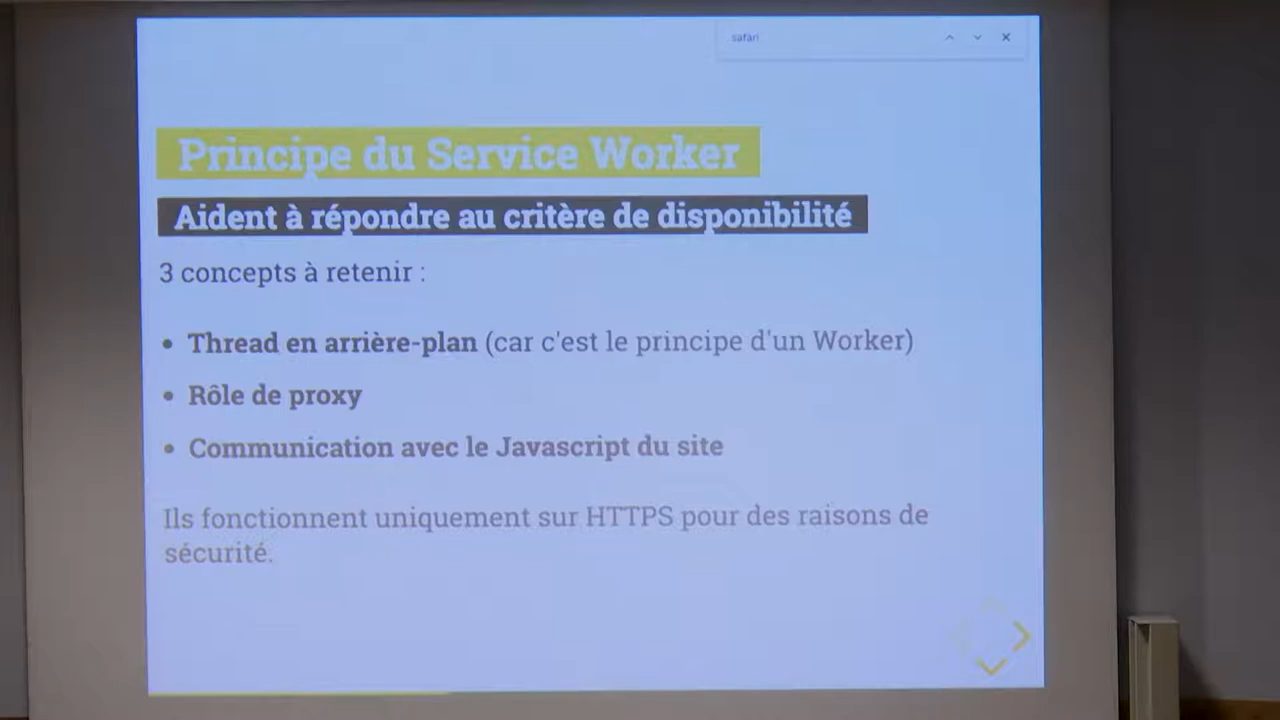 safari
Principe du Service Worker
Aident à répondre au critère de disponibilité
3 concepts à retenir :
• Thread en arrière-plan (car c'est le principe d'un Worker)
• Rôle de proxy
• Communication avec le Javascript du site
Ils fonctionnent uniquement sur HTTPS pour des raisons de
sécurité.